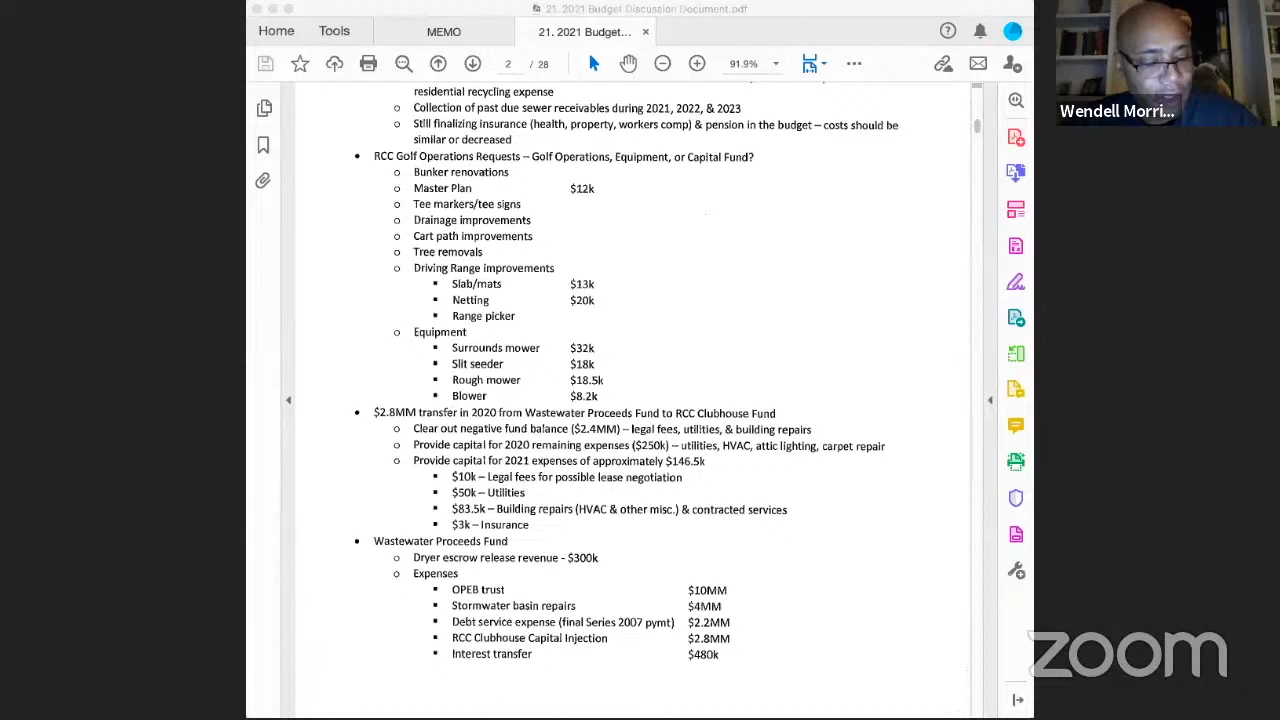 21. 2021 Budget Discussion Document.pdf
Home
Tools
MEMO
21. 2021 Budget... ×
2 / 28
91.9%
Wendell Morri...
residential recycling expense
o Collection of past due sewer receivables during 2021, 2022, & 2023
o Still finalizing insurance (health, property, workers comp) & pension in the budget – costs should be
similar or decreased
• RCC Golf Operations Requests – Golf Operations, Equipment, or Capital Fund?
o Bunker renovations
o Master Plan $12k
o Tee markers/tee signs
o Drainage improvements
o Cart path improvements
o Tree removals
o Driving Range improvements
▪ Slab/mats $13k
▪ Netting $20k
▪ Range picker
o Equipment
▪ Surrounds mower $32k
▪ Slit seeder $18k
▪ Rough mower $18.5k
▪ Blower $8.2k
• $2.8MM transfer in 2020 from Wastewater Proceeds Fund to RCC Clubhouse Fund
o Clear out negative fund balance ($2.4MM) – legal fees, utilities, & building repairs
o Provide capital for 2020 remaining expenses ($250k) – utilities, HVAC, attic lighting, carpet repair
o Provide capital for 2021 expenses of approximately $146.5k
▪ $10k – Legal fees for possible lease negotiation
▪ $50k – Utilities
▪ $83.5k – Building repairs (HVAC & other misc.) & contracted services
▪ $3k – Insurance
• Wastewater Proceeds Fund
o Dryer escrow release revenue - $300k
o Expenses
▪ OPEB trust $10MM
▪ Stormwater basin repairs $4MM
▪ Debt service expense (final Series 2007 pymt) $2.2MM
▪ RCC Clubhouse Capital Injection $2.8MM
▪ Interest transfer $480k
zoom